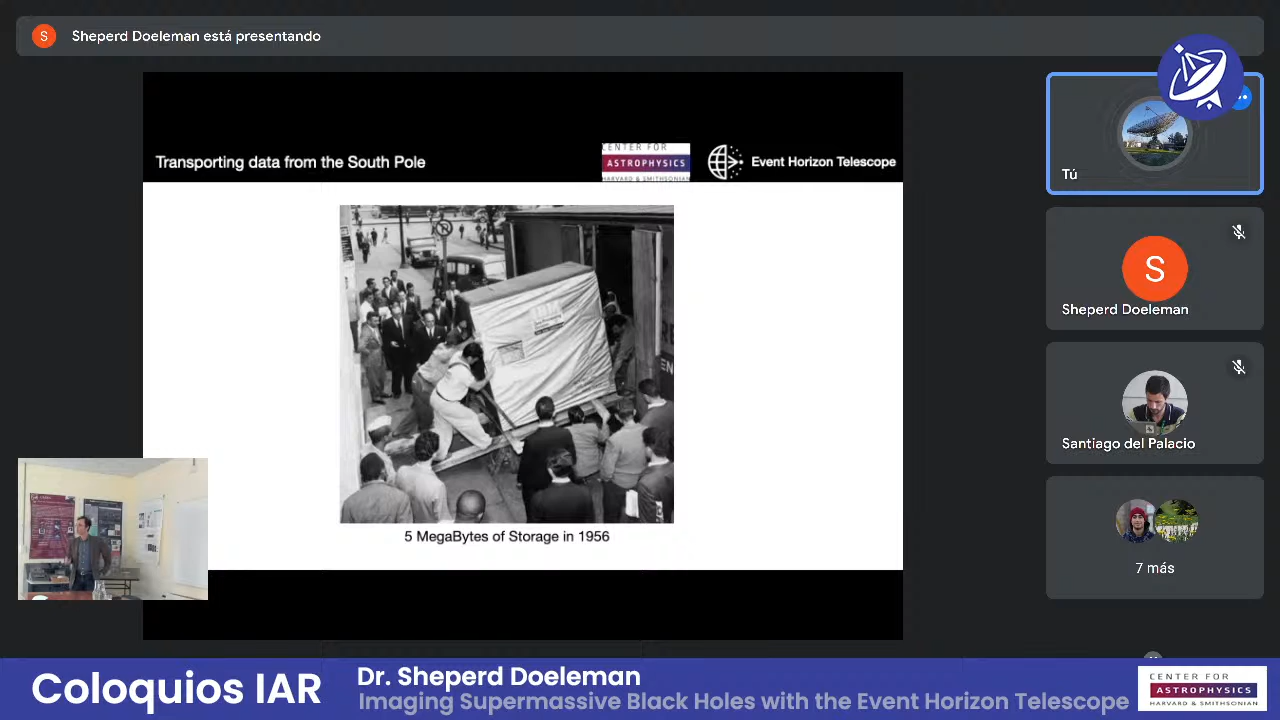 S
Sheperd Doeleman está presentando
Transporting data from the South Pole
CENTER FOR
ASTROPHYSICS
HARVARD & SMITHSONIAN
Event Horizon Telescope
IBM
5 MegaBytes of Storage in 1956
Tú
S
Sheperd Doeleman
Santiago del Palacio
7 más
Coloquios IAR
Dr. Sheperd Doeleman
Imaging Supermassive Black Holes with the Event Horizon Telescope
CENTER FOR
ASTROPHYSICS
HARVARD & SMITHSONIAN